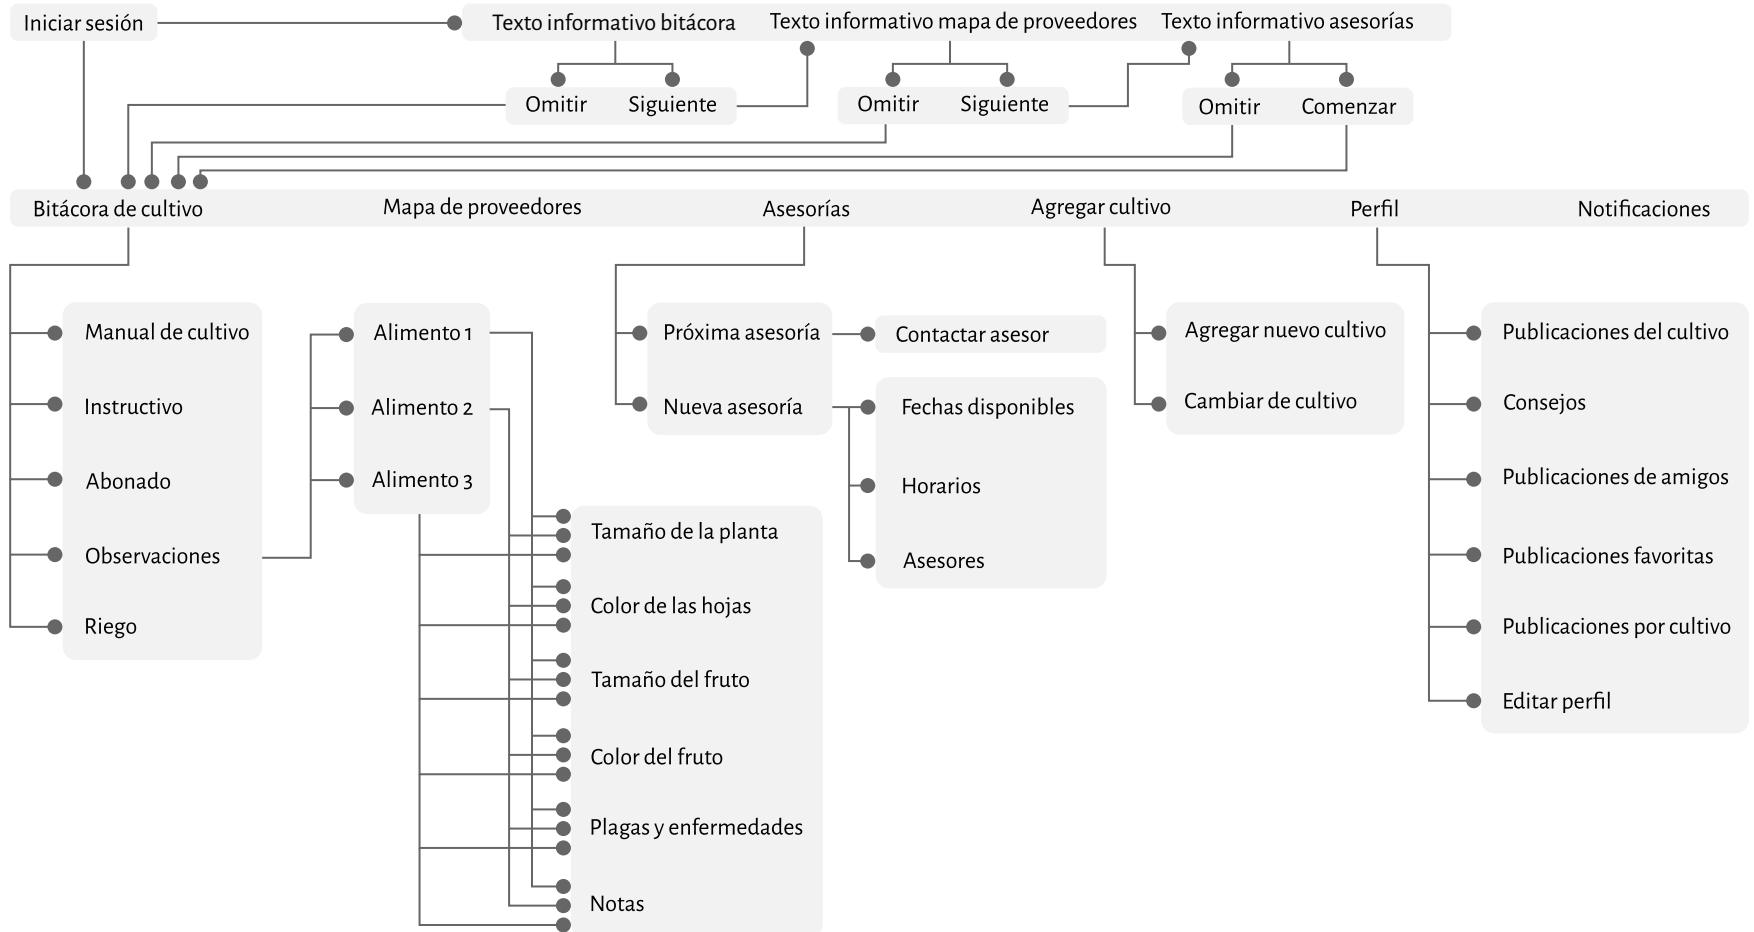 Iniciar sesión
Texto informativo bitácora
Texto informativo mapa de proveedores
Texto informativo asesorías
Omitir
Siguiente
Omitir
Siguiente
Omitir
Comenzar
Bitácora de cultivo
Mapa de proveedores
Asesorías
Agregar cultivo
Perfil
Notificaciones
Manual de cultivo
Instructivo
Abonado
Observaciones
Riego
Alimento 1
Alimento 2
Alimento 3
Tamaño de la planta
Color de las hojas
Tamaño del fruto
Color del fruto
Plagas y enfermedades
Notas
Próxima asesoría
Nueva asesoría
Contactar asesor
Fechas disponibles
Horarios
Asesores
Agregar nuevo cultivo
Cambiar de cultivo
Publicaciones del cultivo
Consejos
Publicaciones de amigos
Publicaciones favoritas
Publicaciones por cultivo
Editar perfil